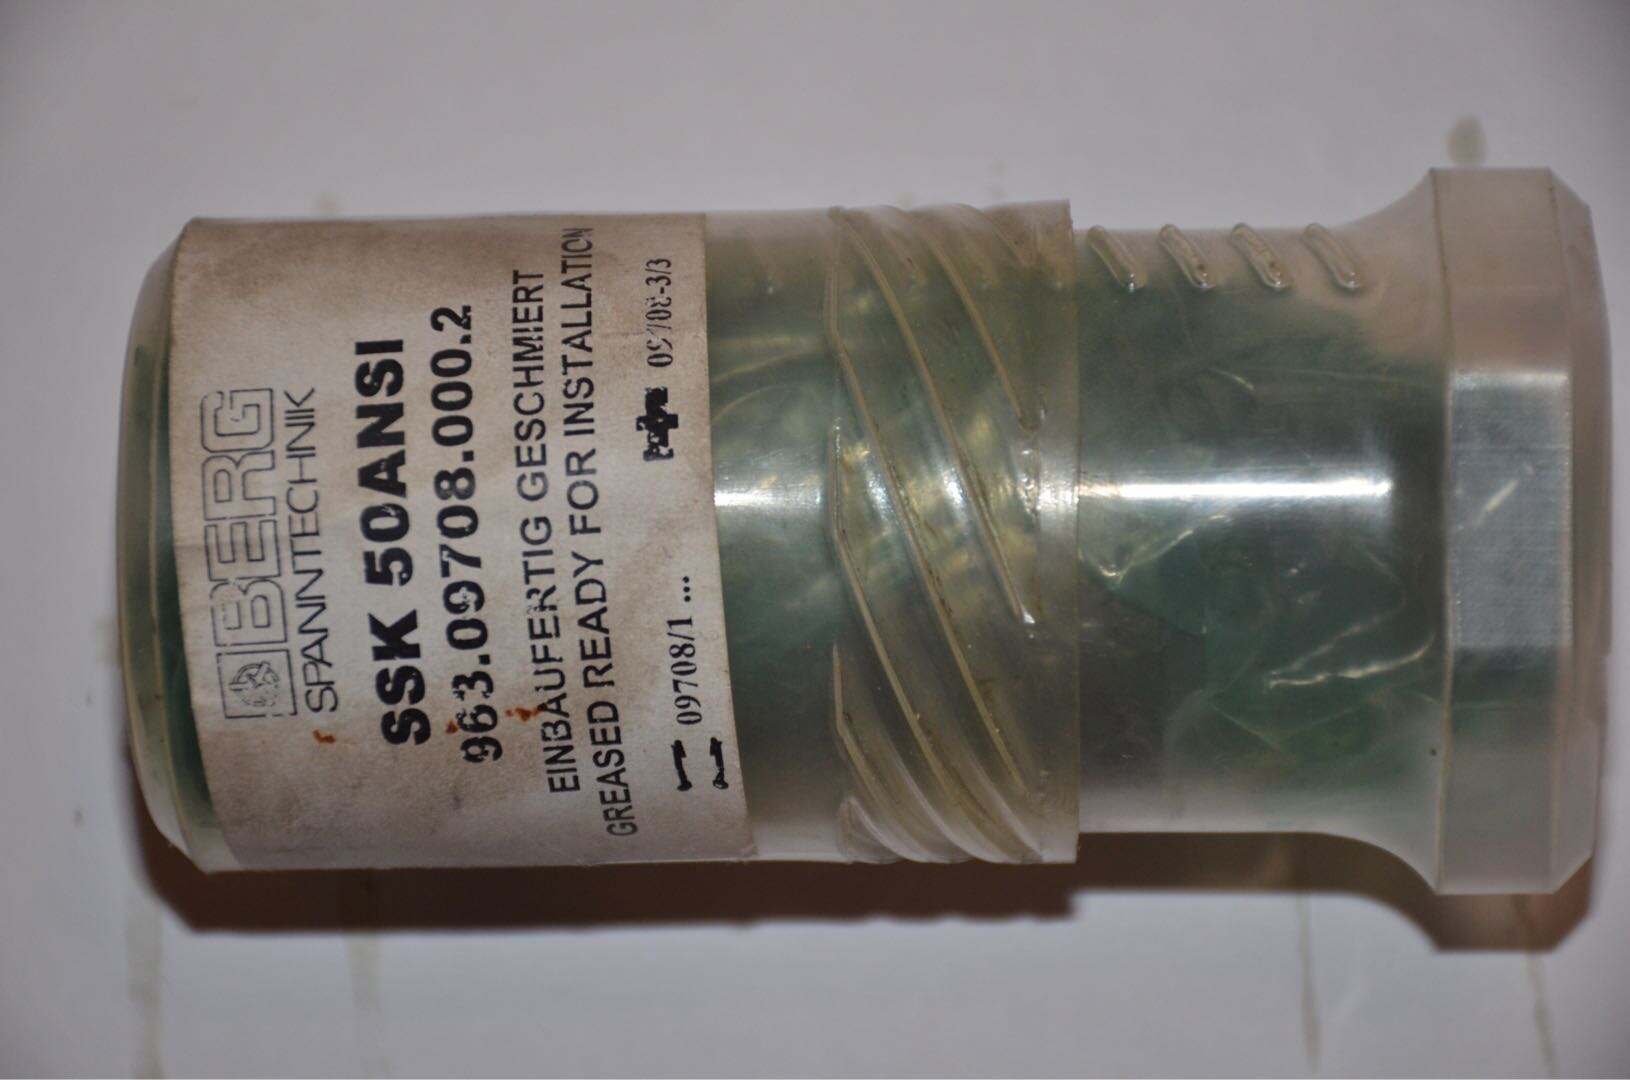 BERG
SPANNTECHNIK
SSK 50ANSI
963.09708.000.2
EINBAUFERTIG GESCHMIERT
GREASED READY FOR INSTALLATION
09708/1 ... 09708-3/3